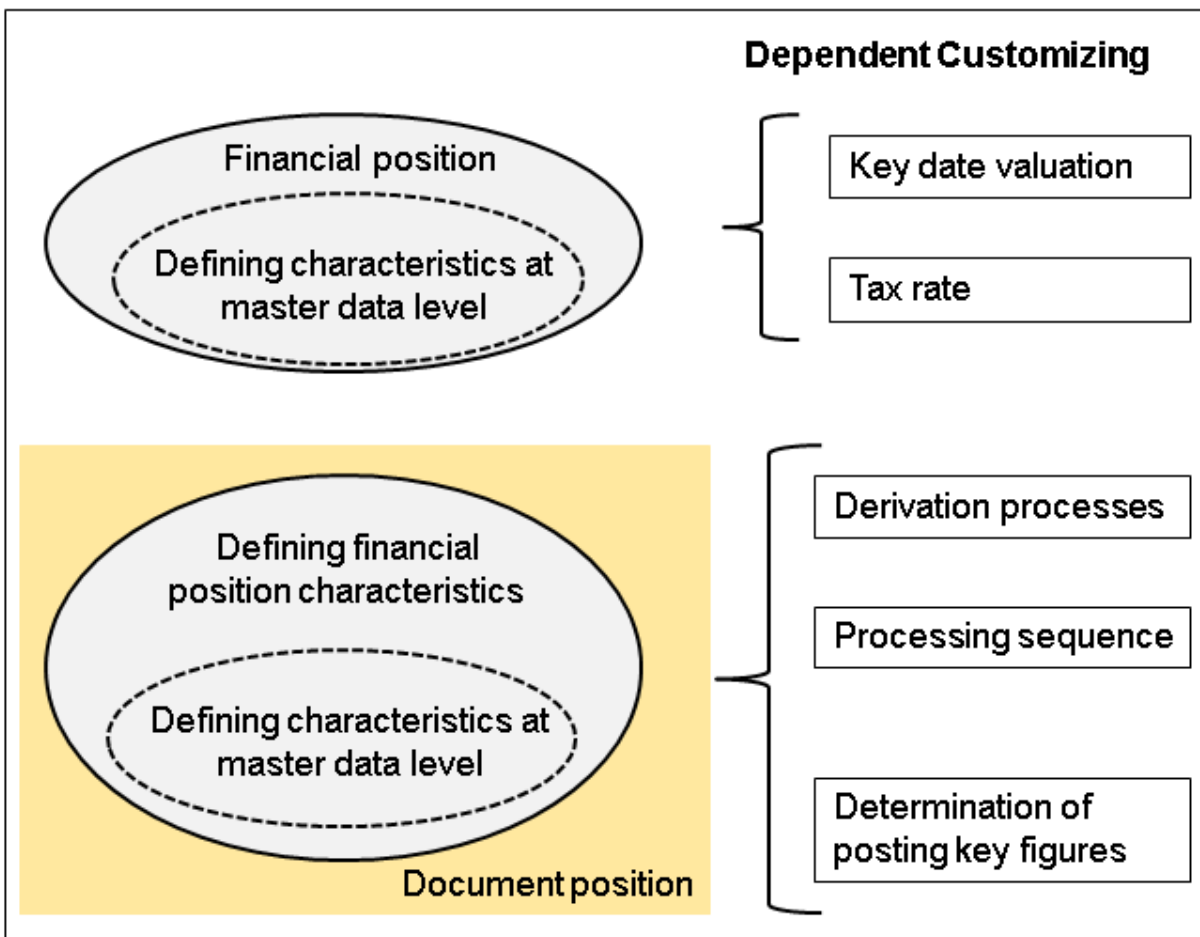 Dependent Customizing
Financial position
Defining characteristics at
master data level
Key date valuation
Tax rate
Defining financial
position characteristics
Defining characteristics at
master data level
Document position
Derivation processes
Processing sequence
Determination of
posting key figures